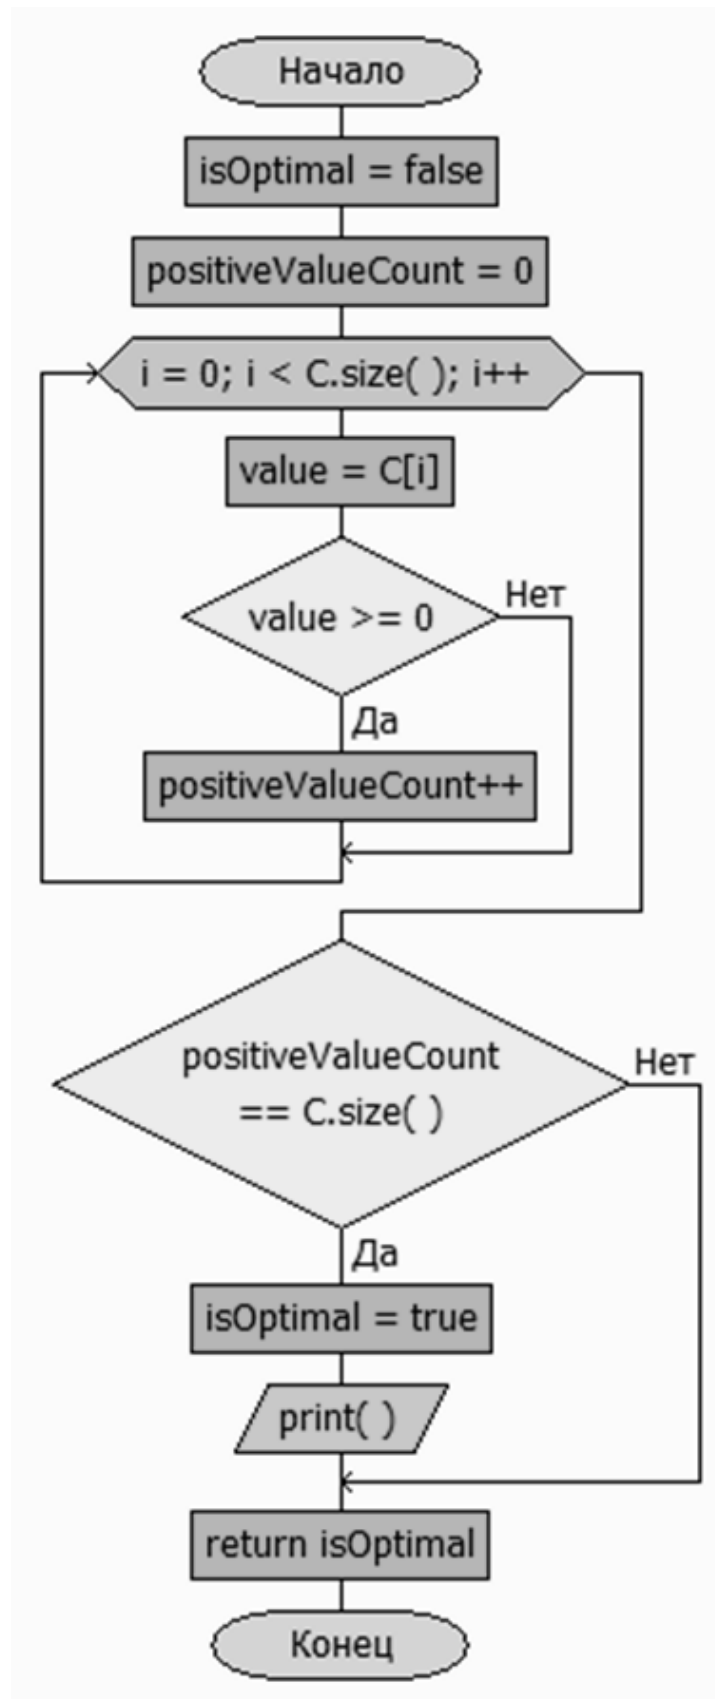 Начало
isOptimal = false
positiveValueCount = 0
i = 0; i < C.size( ); i++
value = C[i]
value >= 0
Нет
Да
positiveValueCount++
positiveValueCount
== C.size( )
Нет
Да
isOptimal = true
print( )
return isOptimal
Конец